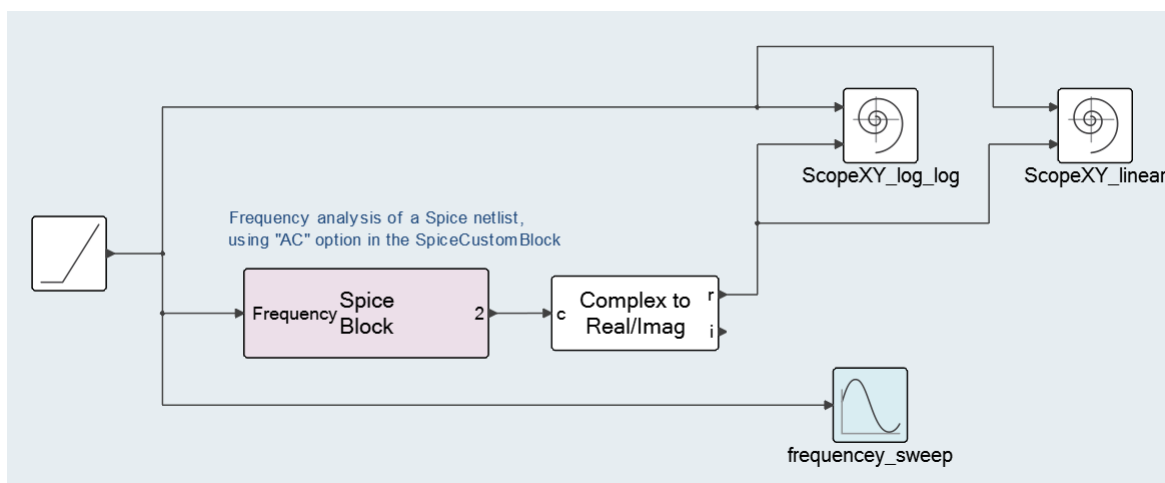 ScopeXY_log_log
ScopeXY_linear
Frequency analysis of a Spice netlist,
using "AC" option in the SpiceCustomBlock
Frequency
Spice
Block
2
c
Complex to
Real/Imag
r
i
frequencey_sweep